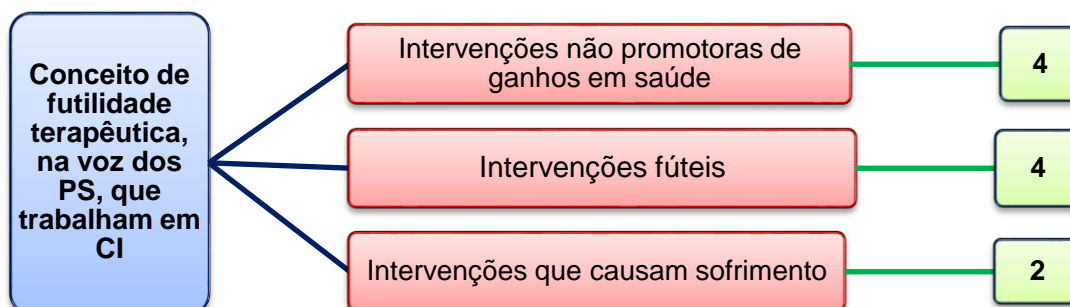 Conceito de
futilidade
terapêutica,
na voz dos
PS, que
trabalham em
CI
Intervenções não promotoras de
ganhos em saúde
4
Intervenções fúteis
4
Intervenções que causam sofrimento
2